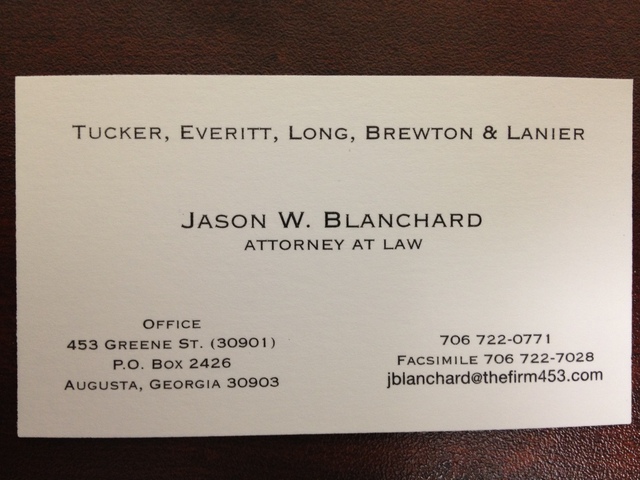 Tucker, Everitt, Long, Brewton & Lanier
Jason W. Blanchard
Attorney at Law
Office
453 Greene St. (30901)
P.O. Box 2426
Augusta, Georgia 30903
706 722-0771
Facsimile 706 722-7028
jblanchard@thefirm453.com